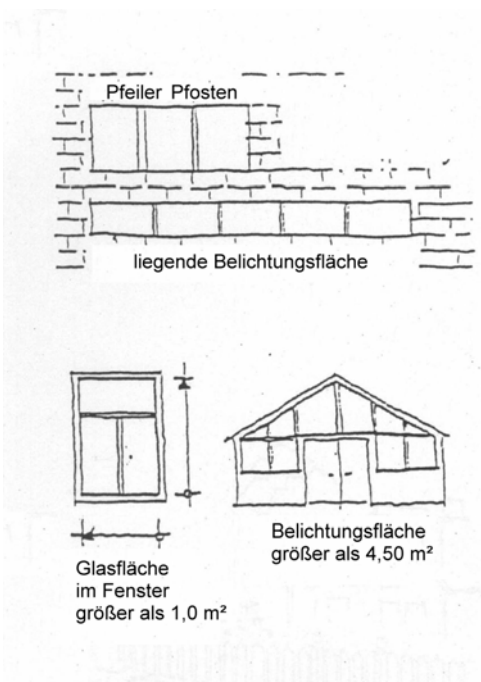 Pfeiler Pfosten
liegende Belichtungsfläche
Belichtungsfläche
größer als 4,50 m²
Glasfläche
im Fenster
größer als 1,0 m²